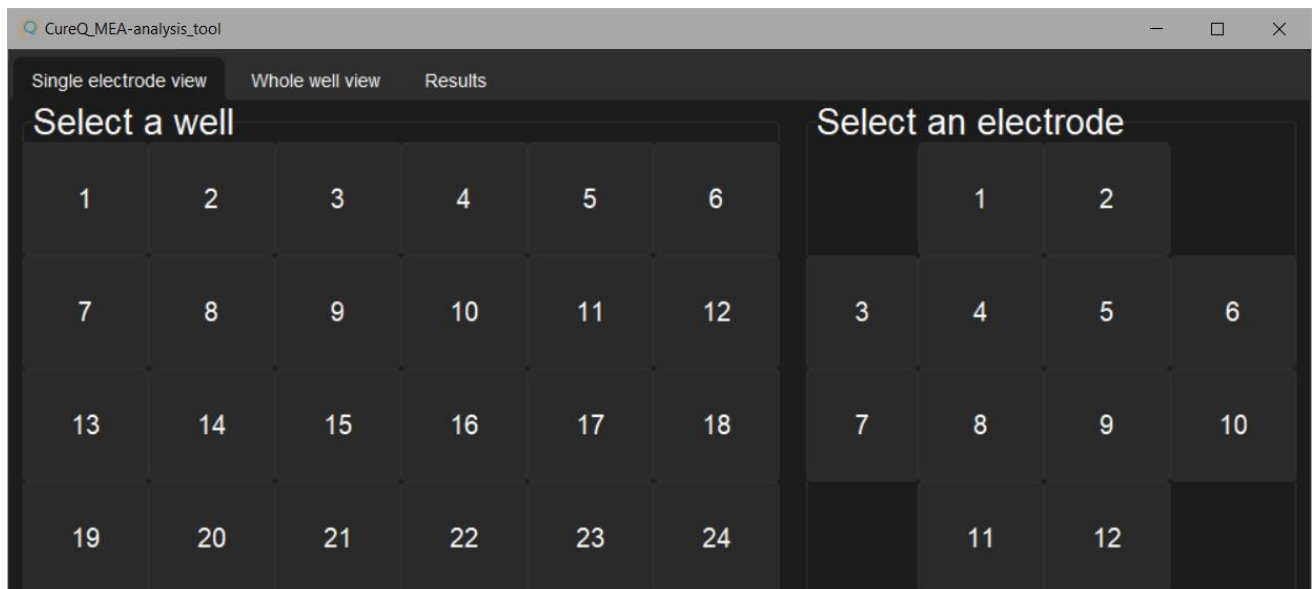 CureQ_MEA-analysis_tool
Single electrode view Whole well view Results
Select a well
1 2 3 4 5 6
7 8 9 10 11 12
13 14 15 16 17 18
19 20 21 22 23 24
Select an electrode
1 2
3 4 5 6
7 8 9 10
11 12